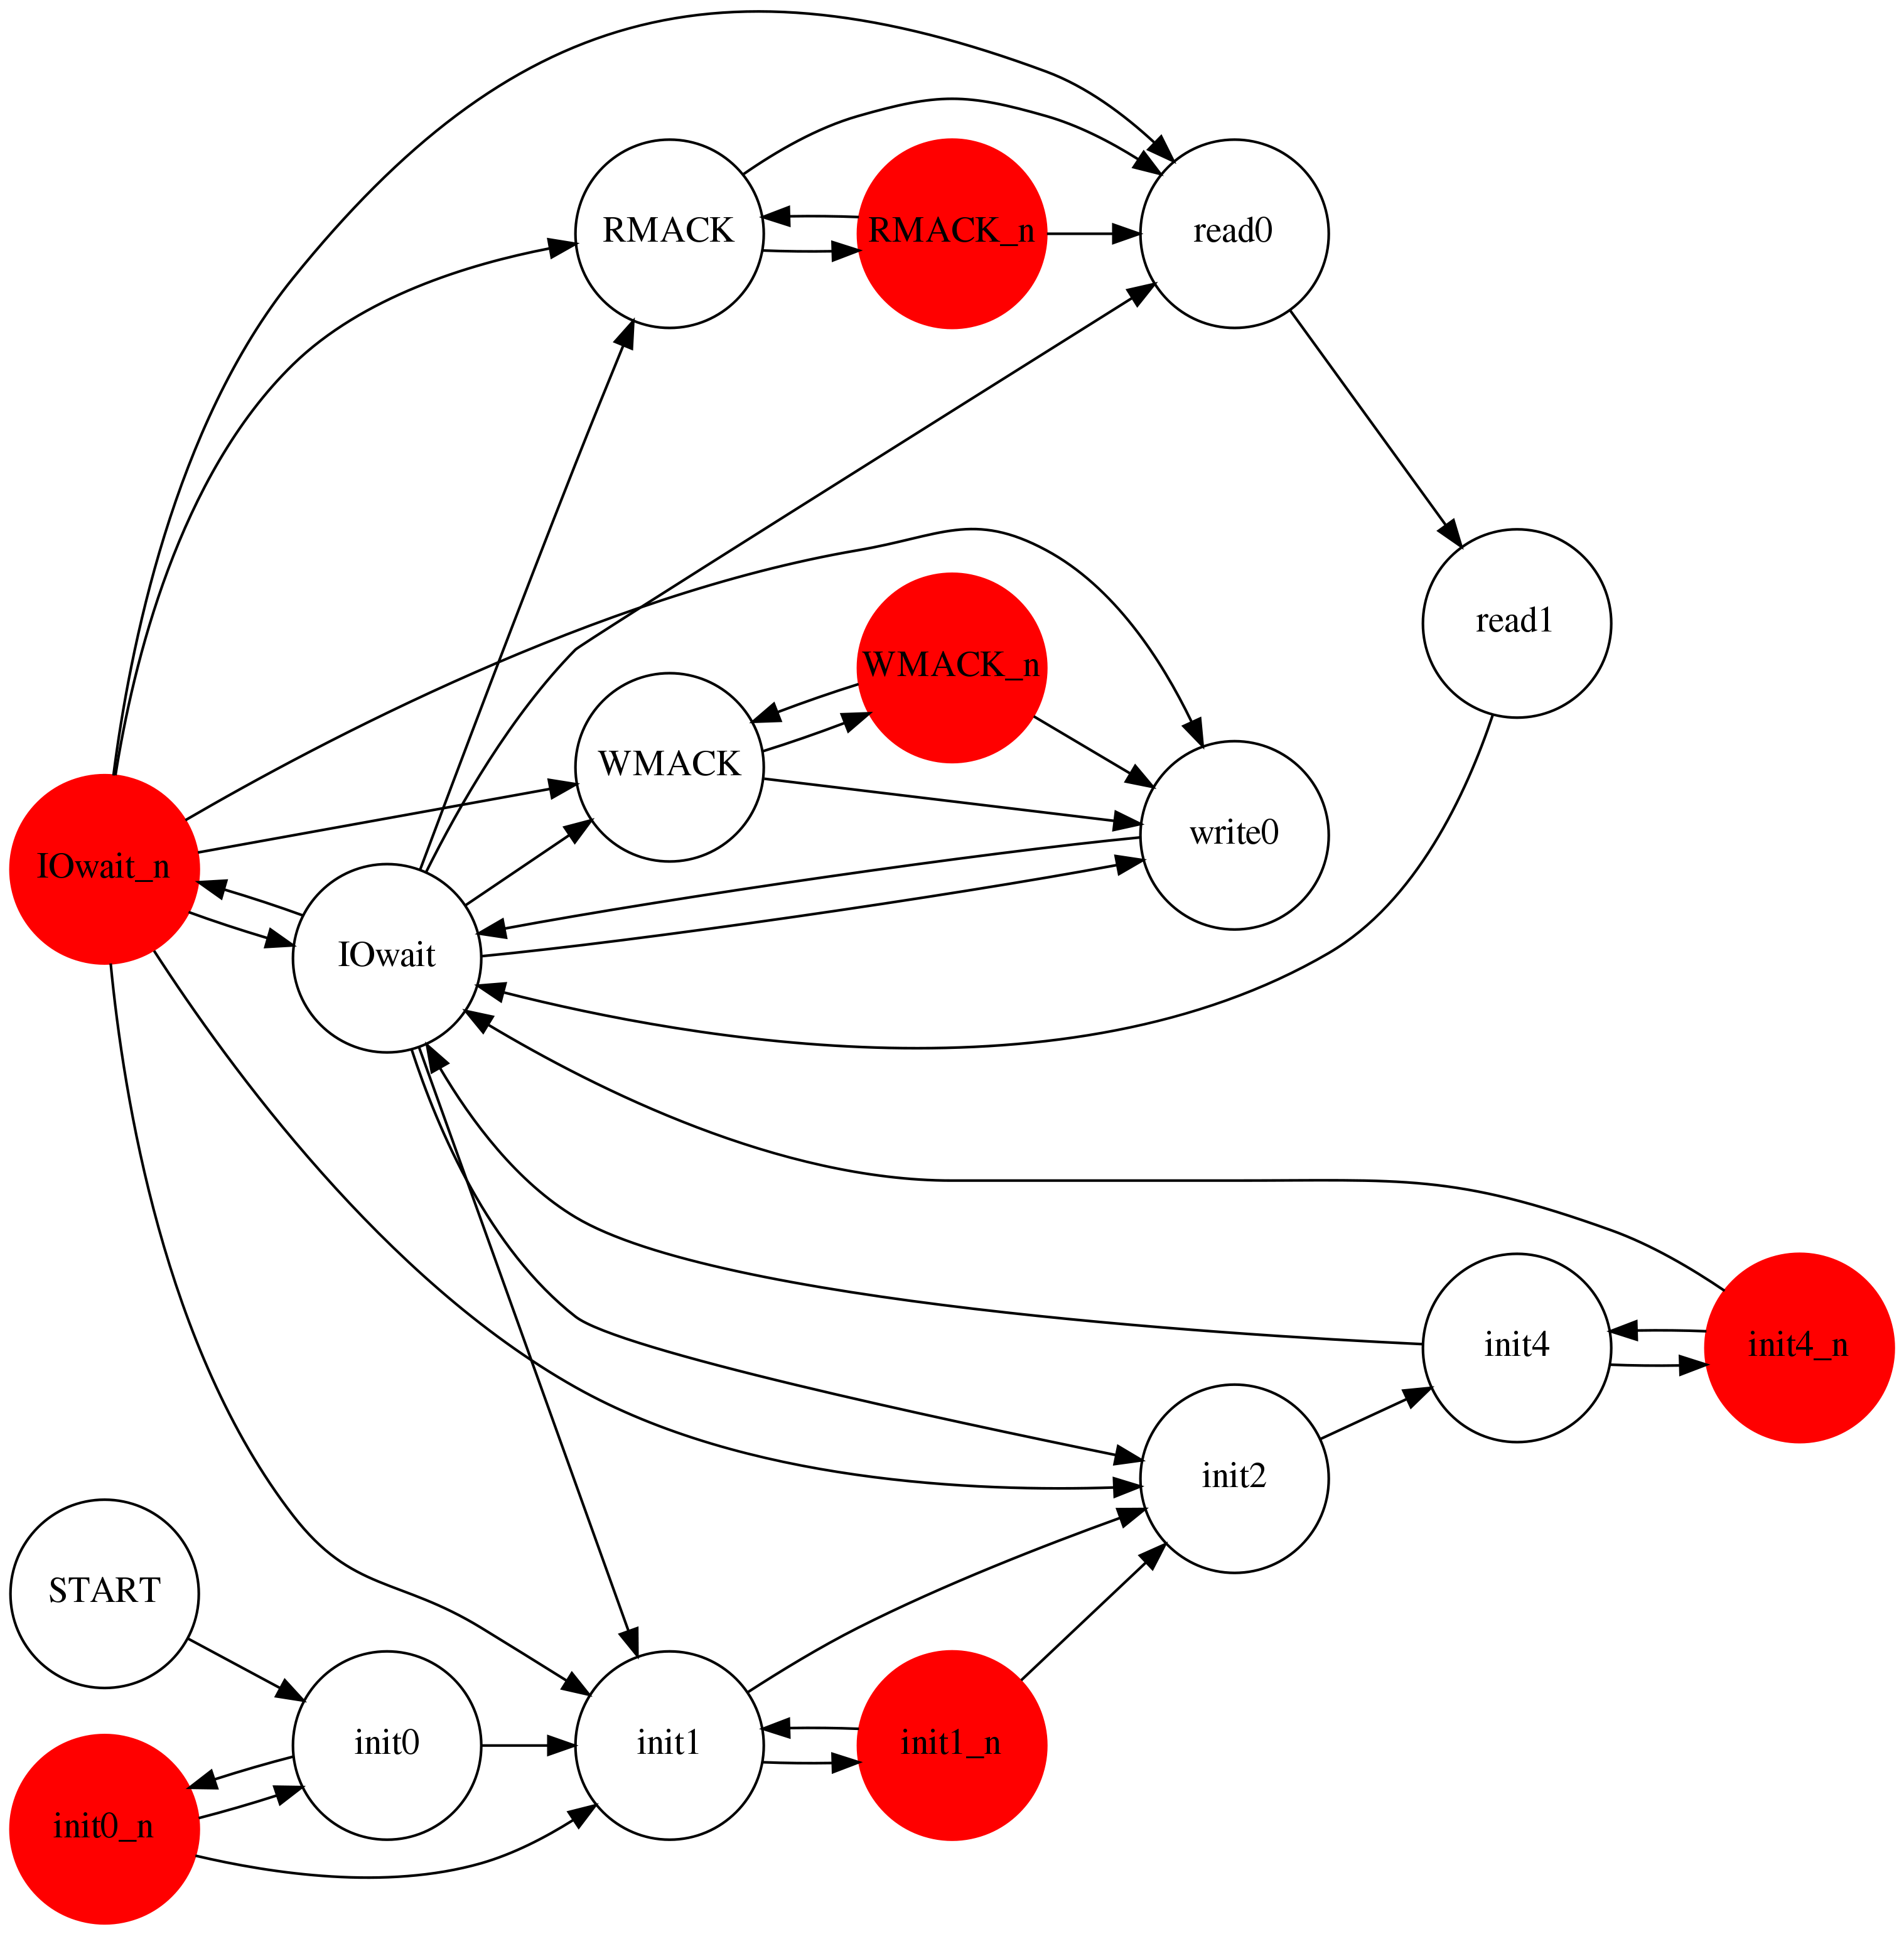 RMACK
RMACK_n
read0
read1
WMACK_n
WMACK
write0
IOwait_n
IOwait
init4
init4_n
init2
START
init0
init1
init1_n
init0_n